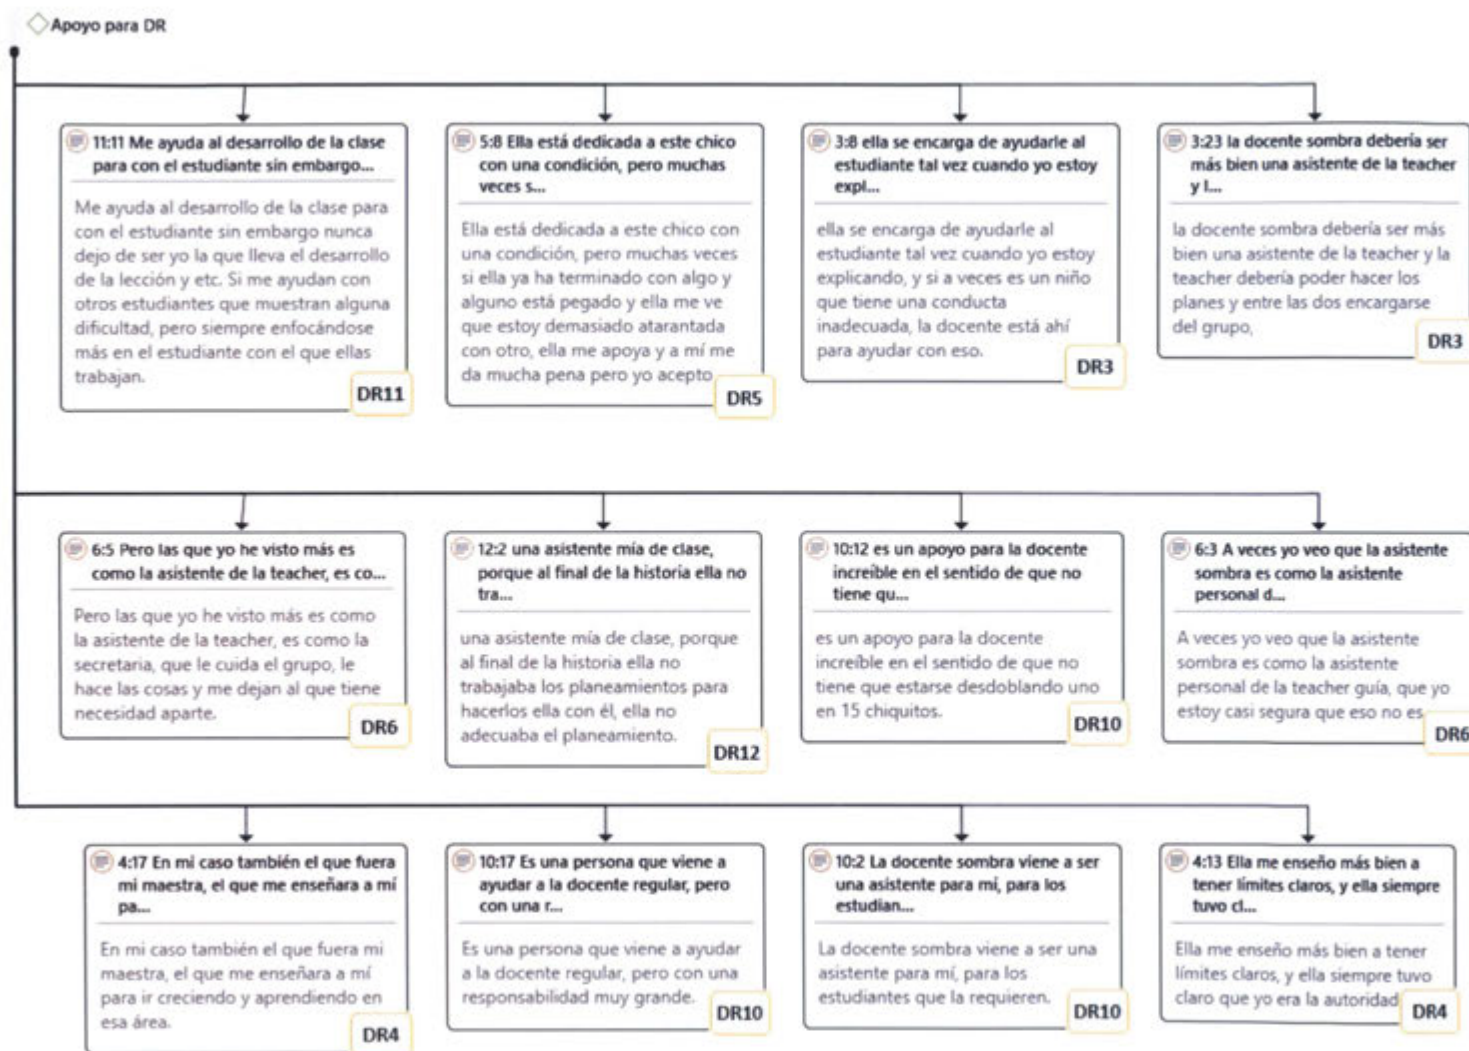 Apoyo para DR
11:11 Me ayuda al desarrollo de la clase
para con el estudiante sin embargo...
Me ayuda al desarrollo de la clase para
con el estudiante sin embargo nunca
dejo de ser yo la que lleva el desarrollo
de la lección y etc. Si me ayudan con
otros estudiantes que muestran alguna
dificultad, pero siempre enfocándose
más en el estudiante con el que ellas
trabajan.
DR11
5:8 Ella está dedicada a este chico
con una condición, pero muchas
veces s...
Ella está dedicada a este chico con
una condición, pero muchas veces
si ella ya ha terminado con algo y
alguno está pegado y ella me ve
que estoy demasiado atarantada
con otro, ella me apoya y a mí me
da mucha pena pero yo acepto
DR5
3:8 ella se encarga de ayudarle al
estudiante tal vez cuando yo estoy
expl...
ella se encarga de ayudarle al
estudiante tal vez cuando yo estoy
explicando, y si a veces es un niño
que tiene una conducta
inadecuada, la docente está ahí
para ayudar con eso.
DR3
3:23 la docente sombra debería ser
más bien una asistente de la teacher
y l...
la docente sombra debería ser más
bien una asistente de la teacher y la
teacher debería poder hacer los
planes y entre las dos encargarse
del grupo,
DR3
6:5 Pero las que yo he visto más es
como la asistente de la teacher, es co...
Pero las que yo he visto más es como
la asistente de la teacher, es como la
secretaria, que le cuida el grupo, le
hace las cosas y me dejan al que tiene
necesidad aparte.
DR6
12:2 una asistente mía de clase,
porque al final de la historia ella no
tra...
una asistente mía de clase, porque
al final de la historia ella no
trabajaba los planeamientos para
hacerlos ella con él, ella no
adecuaba el planeamiento.
DR12
10:12 es un apoyo para la docente
increíble en el sentido de que no
tiene qu...
es un apoyo para la docente
increíble en el sentido de que no
tiene que estarse desdoblando uno
en 15 chiquitos.
DR10
6:3 A veces yo veo que la asistente
sombra es como la asistente
personal d...
A veces yo veo que la asistente
sombra es como la asistente
personal de la teacher guía, que yo
estoy casi segura que eso no es
DR6
4:17 En mi caso también el que fuera
mi maestra, el que me enseñara a mí
pa...
En mi caso también el que fuera mi
maestra, el que me enseñara a mí
para ir creciendo y aprendiendo en
esa área.
DR4
10:17 Es una persona que viene a
ayudar a la docente regular, pero
con una r...
Es una persona que viene a ayudar
a la docente regular, pero con una
responsabilidad muy grande.
DR10
10:2 La docente sombra viene a ser
una asistente para mí, para los
estudian...
La docente sombra viene a ser una
asistente para mí, para los
estudiantes que la requieren.
DR10
4:13 Ella me enseño más bien a
tener límites claros, y ella siempre
tuvo cl...
Ella me enseño más bien a tener
límites claros, y ella siempre tuvo
claro que yo era la autoridad
DR4